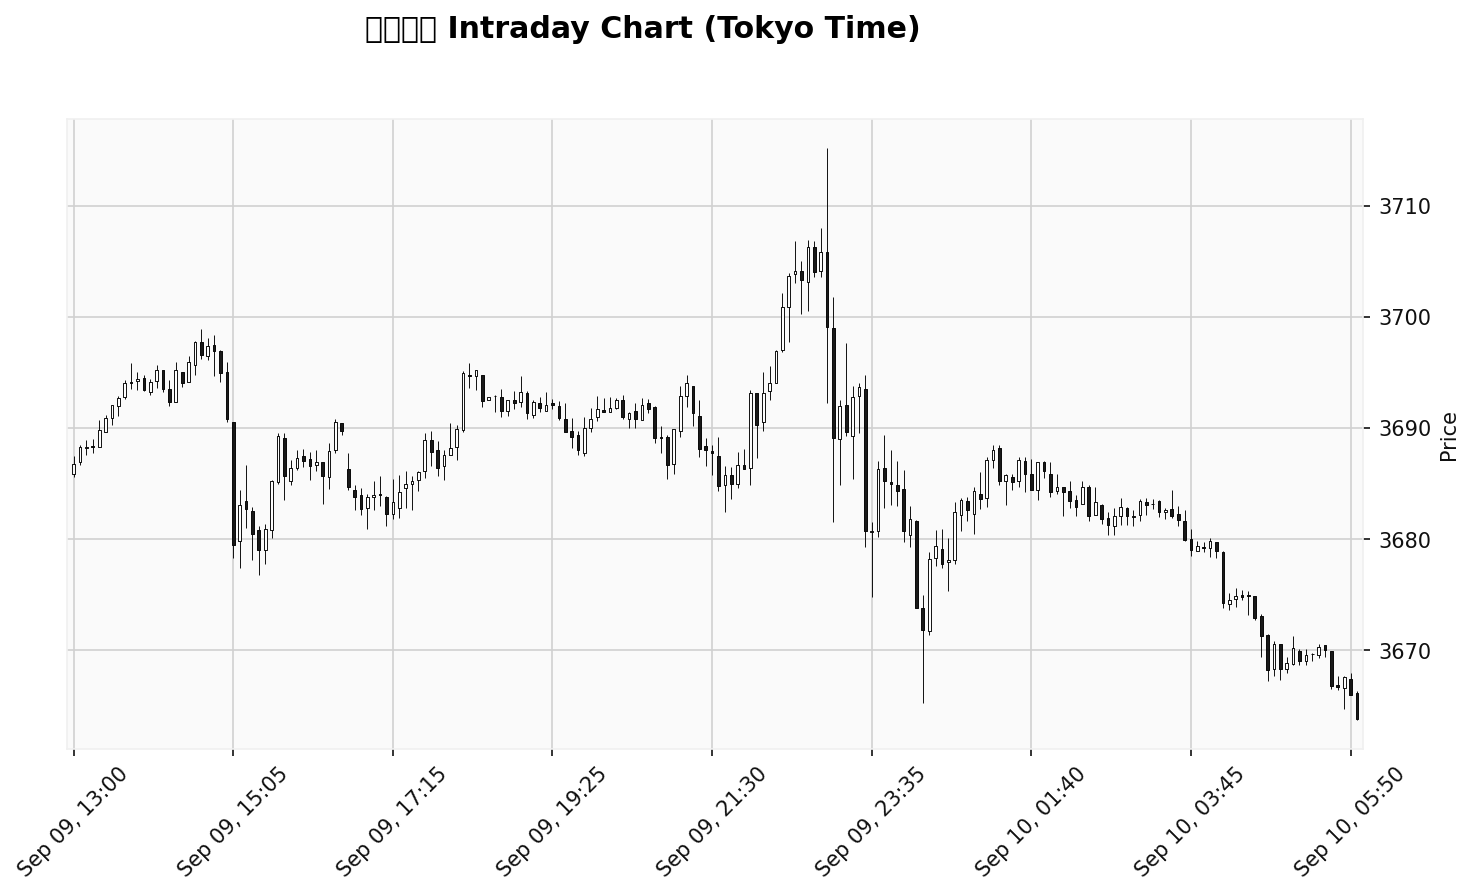 Intraday Chart (Tokyo Time)
3710
3700
3690
3680
3670
Price
Sep 09, 13:00
Sep 09, 15:05
Sep 09, 17:15
Sep 09, 19:25
Sep 09, 21:30
Sep 09, 23:35
Sep 10, 01:40
Sep 10, 03:45
Sep 10, 05:50